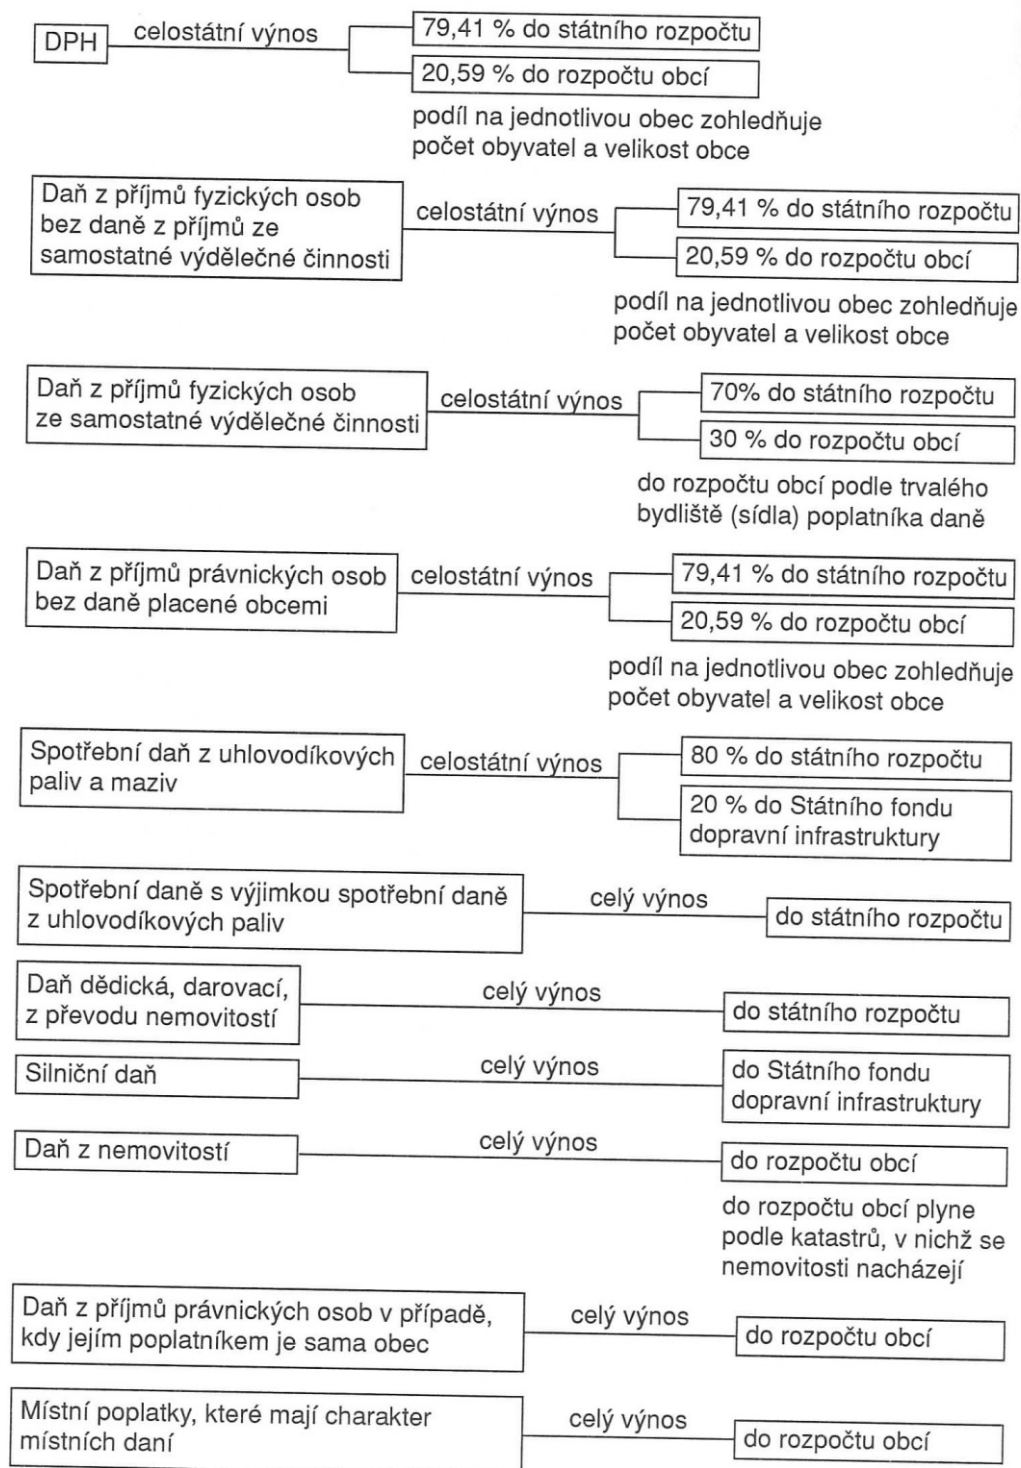 DPH
celostátní výnos
79,41 % do státního rozpočtu
20,59 % do rozpočtu obcí
podíl na jednotlivou obec zohledňuje
počet obyvatel a velikost obce
Daň z příjmů fyzických osob
bez daně z příjmů ze
samostatné výdělečné činnosti
celostátní výnos
79,41 % do státního rozpočtu
20,59 % do rozpočtu obcí
podíl na jednotlivou obec zohledňuje
počet obyvatel a velikost obce
Daň z příjmů fyzických osob
ze samostatné výdělečné činnosti
celostátní výnos
70% do státního rozpočtu
30 % do rozpočtu obcí
do rozpočtu obcí podle trvalého
bydliště (sídla) poplatníka daně
Daň z příjmů právnických osob
bez daně placené obcemi
celostátní výnos
79,41 % do státního rozpočtu
20,59 % do rozpočtu obcí
podíl na jednotlivou obec zohledňuje
počet obyvatel a velikost obce
Spotřební daň z uhlovodíkových
paliv a maziv
celostátní výnos
80 % do státního rozpočtu
20 % do Státního fondu
dopravní infrastruktury
Spotřební daně s výjimkou spotřební daně
z uhlovodíkových paliv
celý výnos
do státního rozpočtu
Daň dědická, darovací,
z převodu nemovitostí
celý výnos
do státního rozpočtu
Silniční daň
celý výnos
do Státního fondu
dopravní infrastruktury
Daň z nemovitostí
celý výnos
do rozpočtu obcí
do rozpočtu obcí plyne
podle katastrů, v nichž se
nemovitosti nacházejí
Daň z příjmů právnických osob v případě,
kdy jejím poplatníkem je sama obec
celý výnos
do rozpočtu obcí
Místní poplatky, které mají charakter
místních daní
celý výnos
do rozpočtu obcí